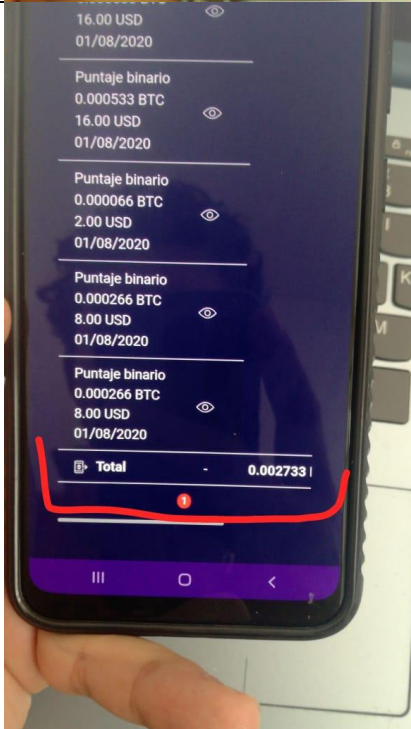 16.00 USD
01/08/2020
Puntaje binario
0.000533 BTC
16.00 USD
01/08/2020
Puntaje binario
0.000066 BTC
2.00 USD
01/08/2020
Puntaje binario
0.000266 BTC
8.00 USD
01/08/2020
Puntaje binario
0.000266 BTC
8.00 USD
01/08/2020
Total - 0.002733
1
K
M